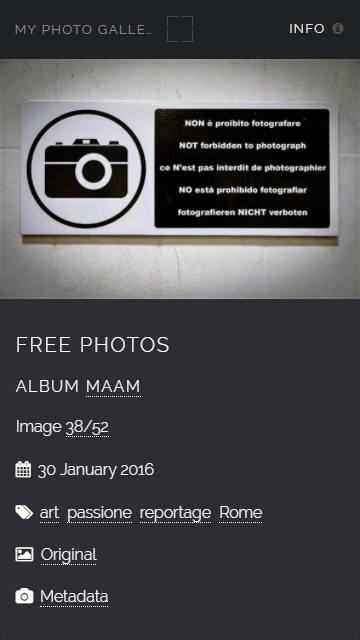 MY PHOTO GALLE…
INFO
NON è proibito fotografare
NOT forbidden to photograph
ce N'est pas interdit de photographier
NO está prohibido fotografiar
fotografieren NICHT verboten
FREE PHOTOS
ALBUM MAAM
Image 38/52
30 January 2016
art passione reportage Rome
Original
Metadata